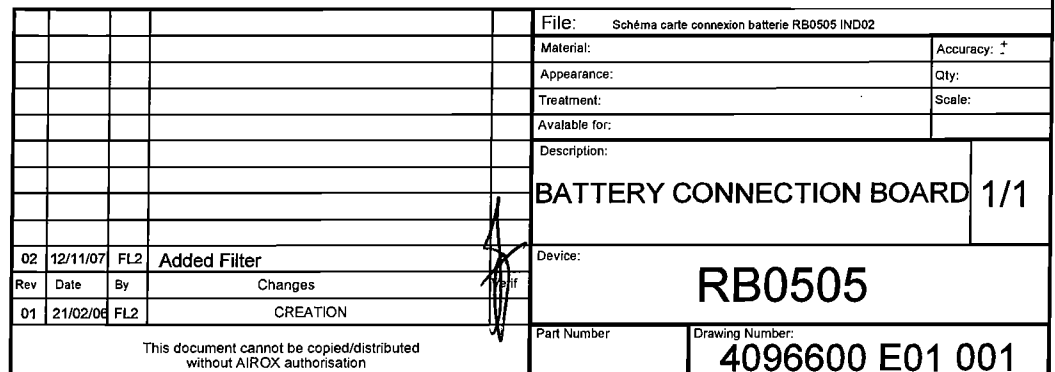 File: Schéma carte connexion batterie RB0505 IND02
Material:
Accuracy: ±
Appearance:
Qty:
Treatment:
Scale:
Avalable for:
Description:
BATTERY CONNECTION BOARD 1/1
02 12/11/07 FL2 Added Filter
Rev Date By Changes Verif
01 21/02/06 FL2 CREATION
Device:
RB0505
This document cannot be copied/distributed
without AIROX authorisation
Part Number
Drawing Number:
4096600 E01 001